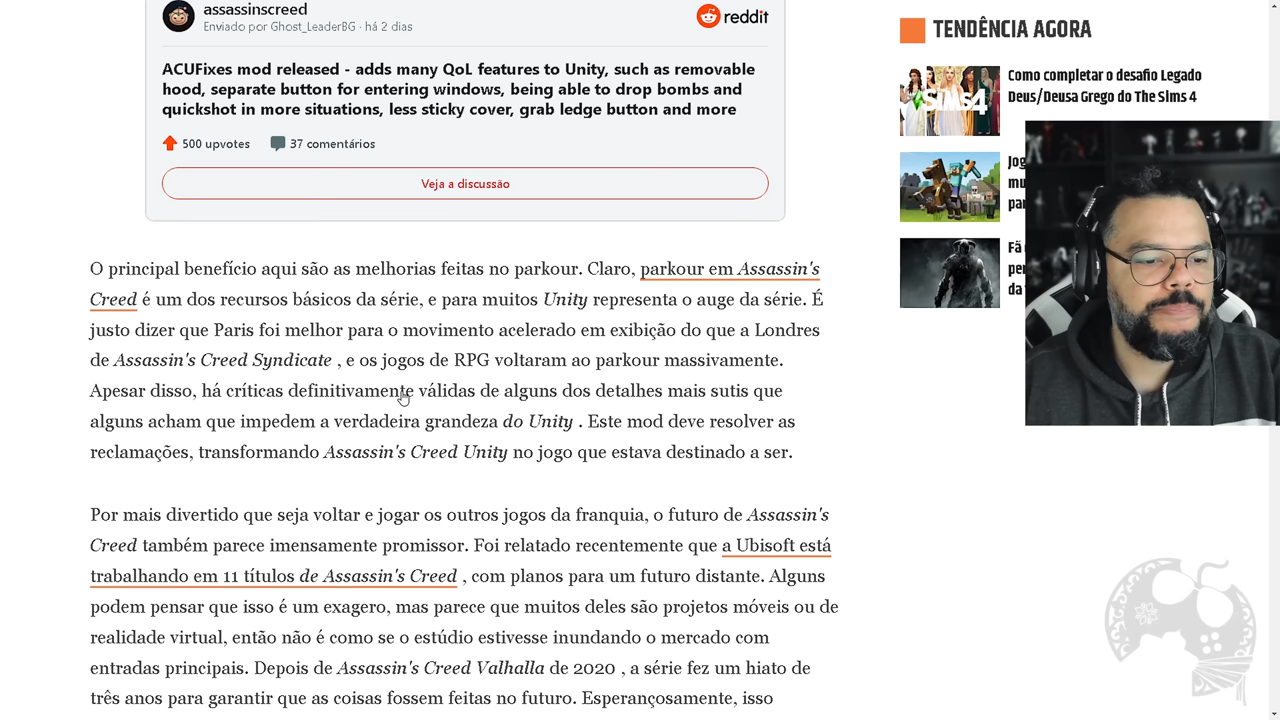 assassinscreed
Enviado por Ghost_LeaderBG · há 2 dias
reddit
ACUFixes mod released - adds many QoL features to Unity, such as removable
hood, separate button for entering windows, being able to drop bombs and
quickshot in more situations, less sticky cover, grab ledge button and more
500 upvotes
37 comentários
Veja a discussão
O principal benefício aqui são as melhorias feitas no parkour. Claro, parkour em Assassin's
Creed é um dos recursos básicos da série, e para muitos Unity representa o auge da série. É
justo dizer que Paris foi melhor para o movimento acelerado em exibição do que a Londres
de Assassin's Creed Syndicate , e os jogos de RPG voltaram ao parkour massivamente.
Apesar disso, há críticas definitivamente válidas de alguns dos detalhes mais sutis que
alguns acham que impedem a verdadeira grandeza do Unity . Este mod deve resolver as
reclamações, transformando Assassin's Creed Unity no jogo que estava destinado a ser.
Por mais divertido que seja voltar e jogar os outros jogos da franquia, o futuro de Assassin's
Creed também parece imensamente promissor. Foi relatado recentemente que a Ubisoft está
trabalhando em 11 títulos de Assassin's Creed , com planos para um futuro distante. Alguns
podem pensar que isso é um exagero, mas parece que muitos deles são projetos móveis ou de
realidade virtual, então não é como se o estúdio estivesse inundando o mercado com
entradas principais. Depois de Assassin's Creed Valhalla de 2020 , a série fez um hiato de
três anos para garantir que as coisas fossem feitas no futuro. Esperançosamente, isso
TENDÊNCIA AGORA
Como completar o desafio Legado
Deus/Deusa Grego do The Sims 4
SIMS4